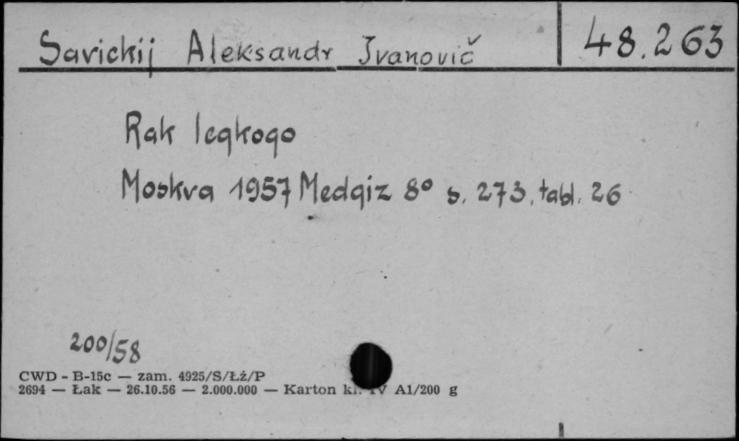 Savickij Aleksandr Ivanovič 48.263
Rak legkogo
Moskva 1957 Medgiz 8° s. 273, tabl. 26
200/58
CWD - B-15c — zam. 4925/S/Łż/P
2694 — Łak — 26.10.56 — 2.000.000 — Karton kl. IV A1/200 g